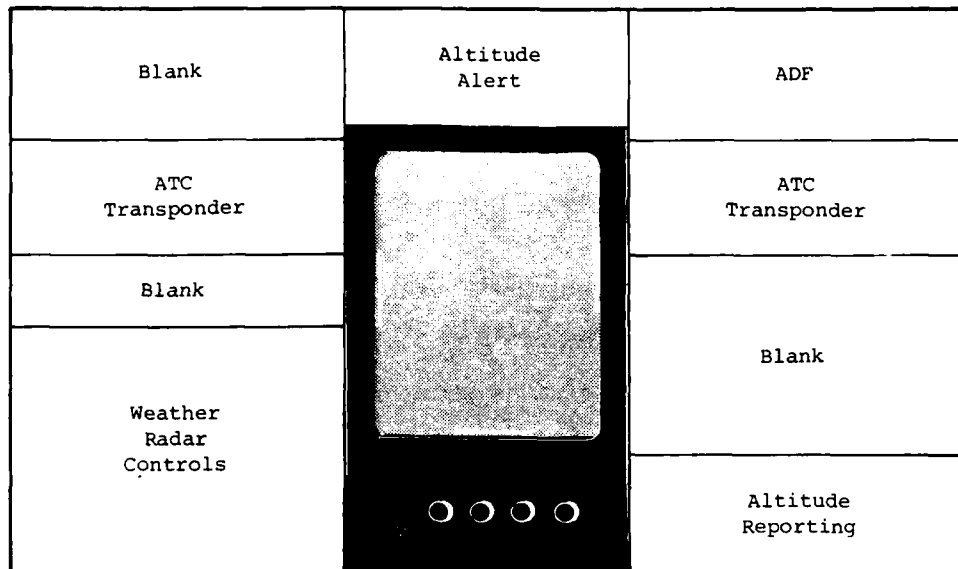 Blank
Altitude
Alert
ADF
ATC
Transponder
ATC
Transponder
Blank
Blank
Weather
Radar
Controls
Altitude
Reporting